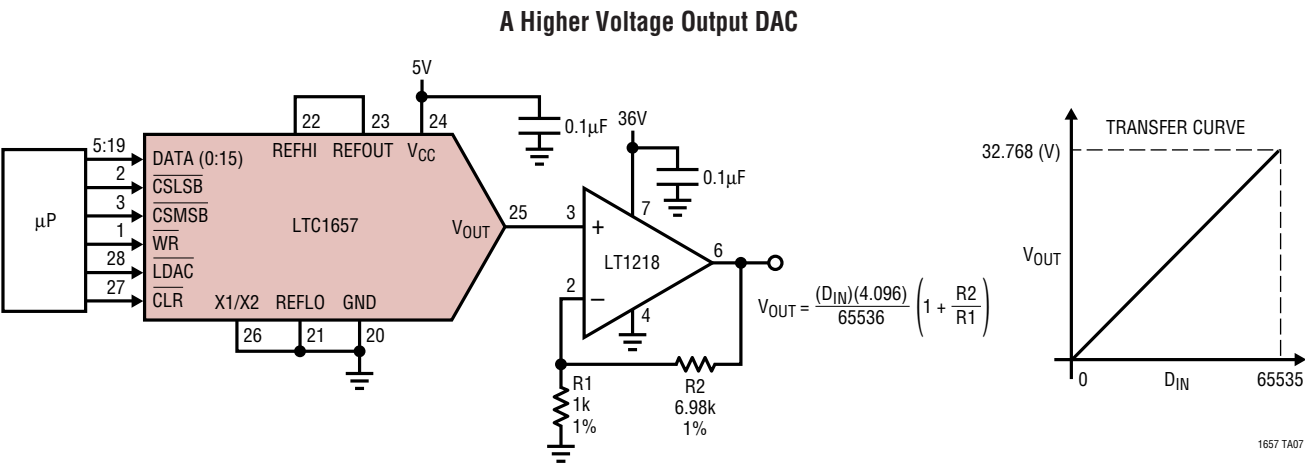 A Higher Voltage Output DAC
5V
22
23
24
0.1µF
36V
5:19
DATA (0:15)
REFHI
REFOUT
VCC
2
CSLSB
3
CSMSB
1
WR
28
LDAC
27
CLR
µP
LTC1657
VOUT
25
X1/X2
REFLO
GND
26
21
20
0.1µF
7
3
+
LT1218
6
2
–
4
R1
1k
1%
R2
6.98k
1%
VOUT = (DIN)(4.096) / 65536 (1 + R2 / R1)
TRANSFER CURVE
32.768 (V)
VOUT
0
DIN
65535
1657 TA07